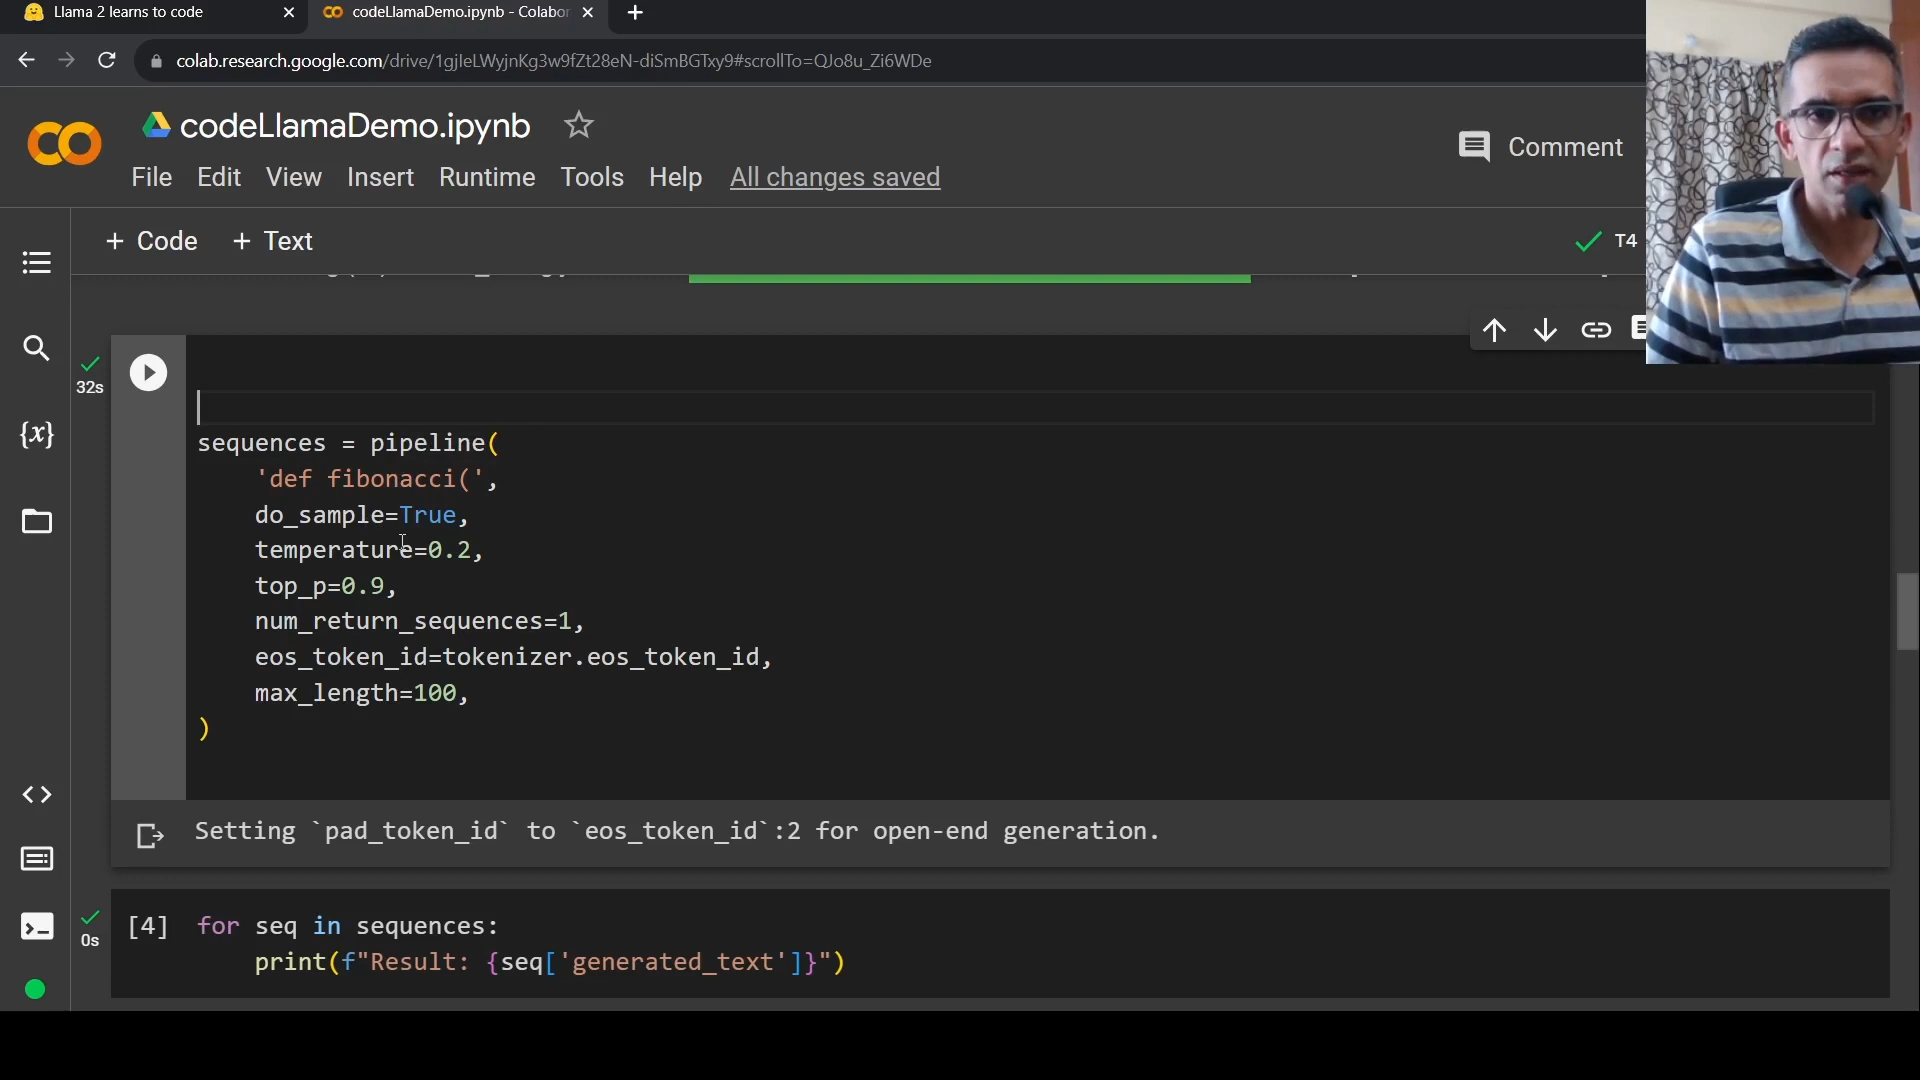 Llama 2 learns to code
codeLlamaDemo.ipynb - Colabor
colab.research.google.com/drive/1gjleLWyjnKg3w9fZt28eN-diSmBGTxy9#scrollTo=QJo8u_Zi6WDe
codeLlamaDemo.ipynb
Comment
File Edit View Insert Runtime Tools Help All changes saved
+ Code + Text
T4
32s
sequences = pipeline(
'def fibonacci(',
do_sample=True,
temperature=0.2,
top_p=0.9,
num_return_sequences=1,
eos_token_id=tokenizer.eos_token_id,
max_length=100,
)
Setting `pad_token_id` to `eos_token_id`:2 for open-end generation.
0s
[4] for seq in sequences:
print(f"Result: {seq['generated_text']}")